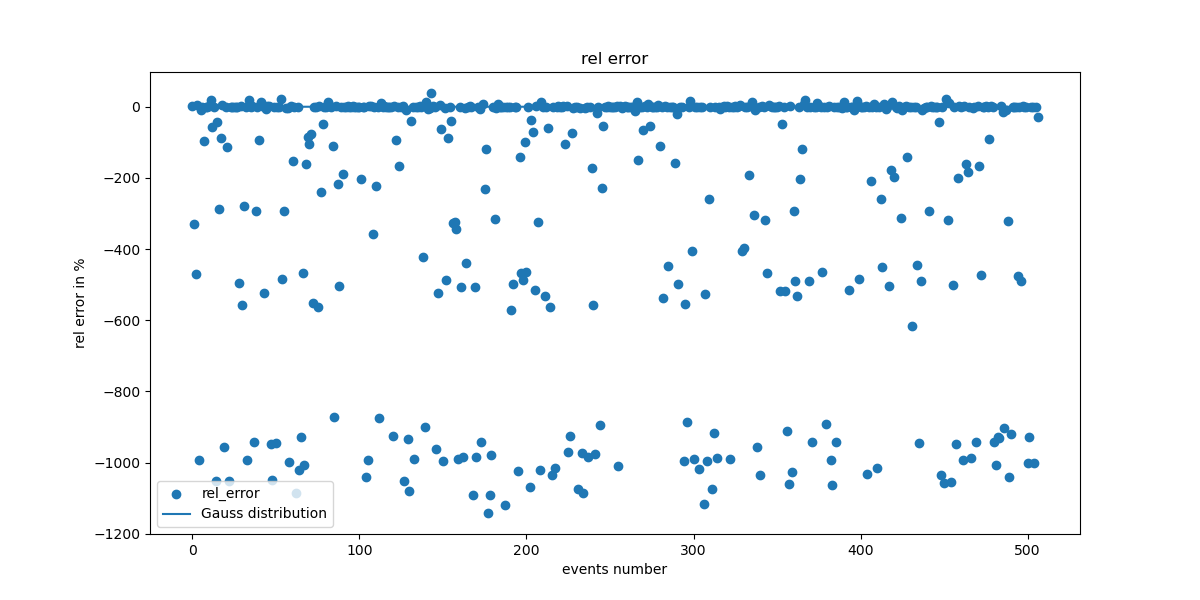 rel error
0
−200
−400
−600
−800
−1000
−1200
rel error in %
rel_error
Gauss distribution
0 100 200 300 400 500
events number